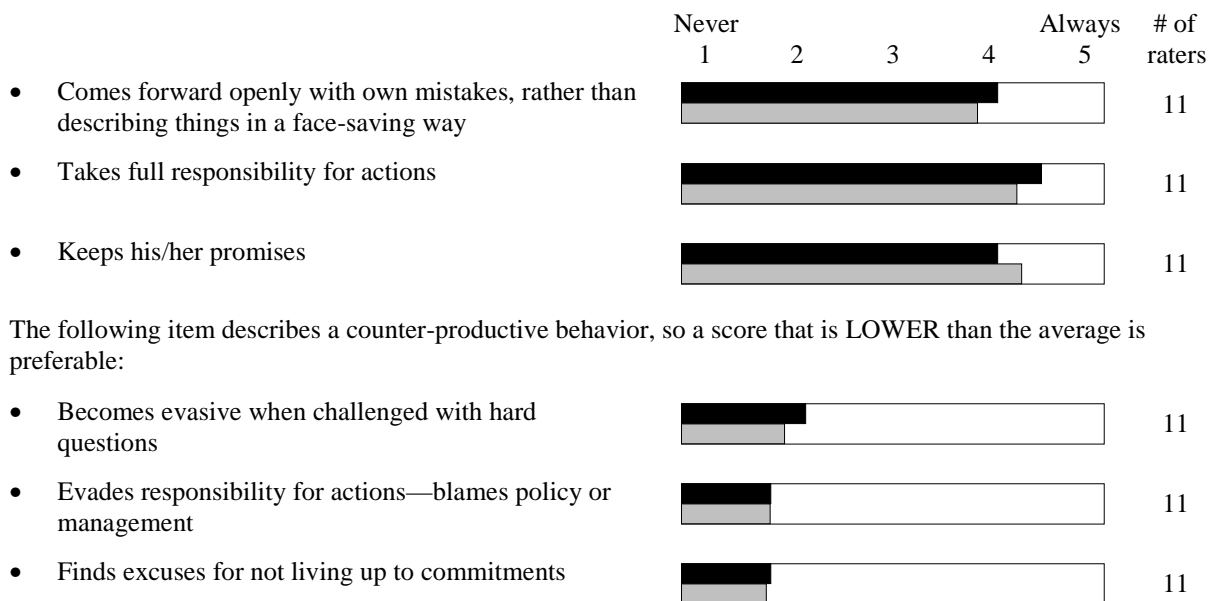 Never Always # of
1 2 3 4 5 raters
• Comes forward openly with own mistakes, rather than
describing things in a face-saving way 11
• Takes full responsibility for actions 11
• Keeps his/her promises 11
The following item describes a counter-productive behavior, so a score that is LOWER than the average is
preferable:
• Becomes evasive when challenged with hard
questions 11
• Evades responsibility for actions—blames policy or
management 11
• Finds excuses for not living up to commitments 11